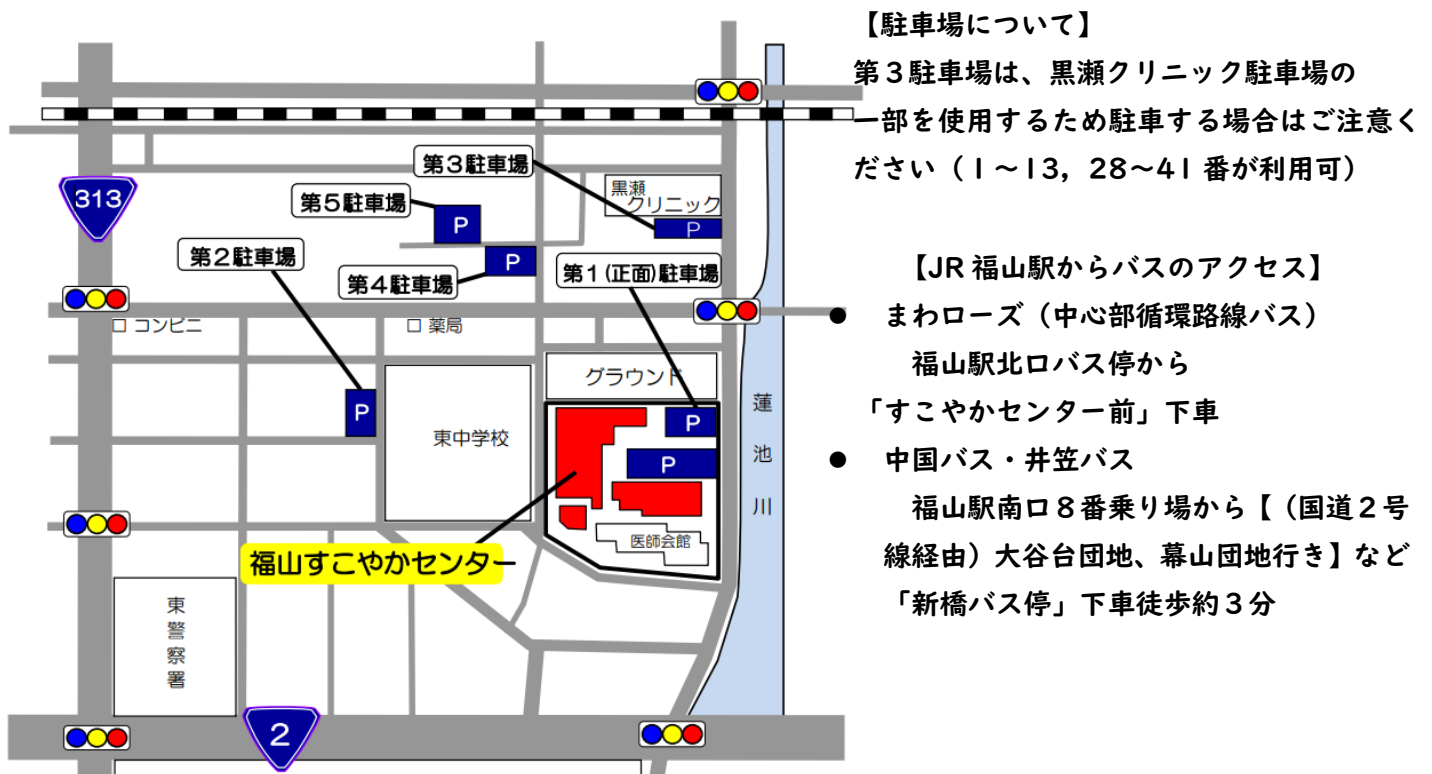 【駐車場について】
第３駐車場は、黒瀬クリニック駐車場の
一部を使用するため駐車する場合はご注意く
ださい（１～13，28～41 番が利用可）
【JR 福山駅からバスのアクセス】
● まわローズ（中心部循環路線バス）
福山駅北口バス停から
「すこやかセンター前」下車
● 中国バス・井笠バス
福山駅南口８番乗り場から【（国道２号
線経由）大谷台団地、幕山団地行き】など
「新橋バス停」下車徒歩約３分
第３駐車場
313
第５駐車場
P
黒瀬
クリニック
P
第２駐車場
第４駐車場
P
第１(正面)駐車場
□ コンビニ
□ 薬局
グラウンド
P
東中学校
P
P
蓮池川
医師会館
福山すこやかセンター
東警察署
2